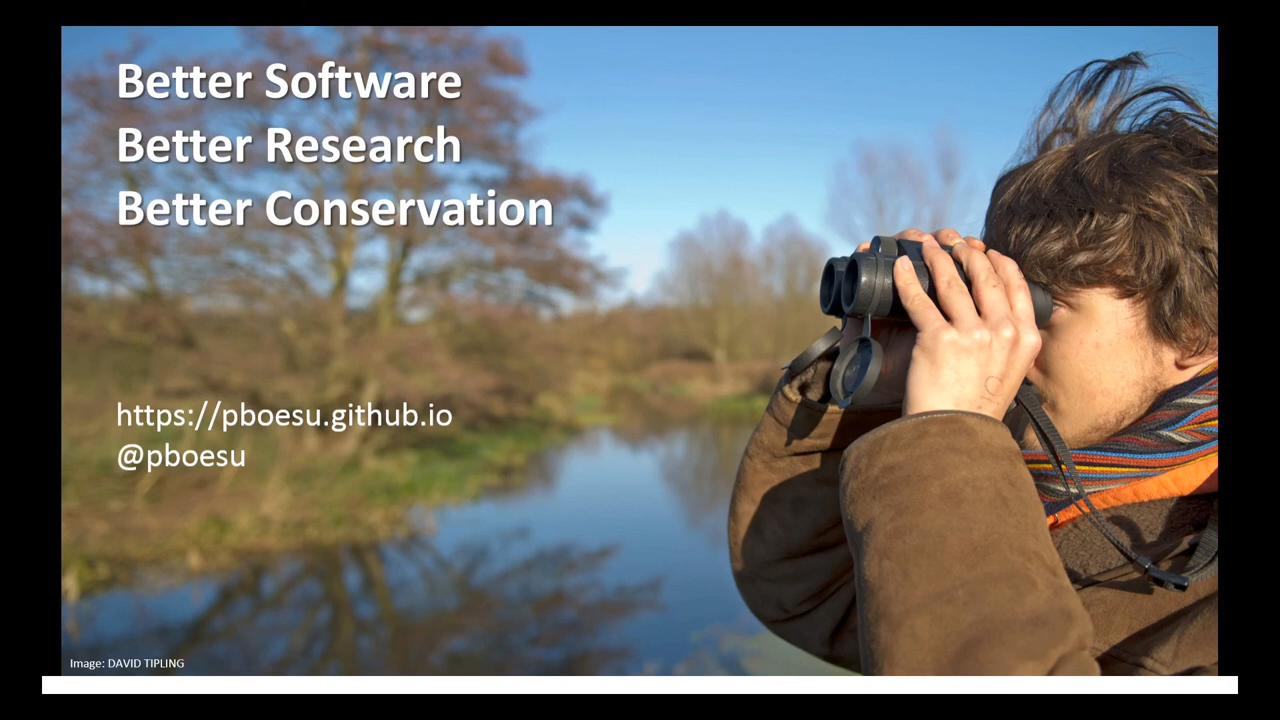 Better Software
Better Research
Better Conservation
https://pboesu.github.io
@pboesu
Image: DAVID TIPLING